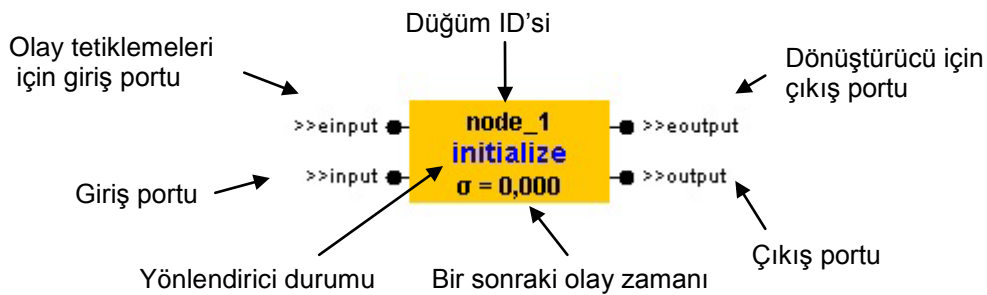 Düğüm ID’si
Olay tetiklemeleri
için giriş portu
Dönüştürücü için
çıkış portu
>>einput
node_1
>>eoutput
initialize
>>input
σ = 0,000
>>output
Giriş portu
Çıkış portu
Yönlendirici durumu
Bir sonraki olay zamanı